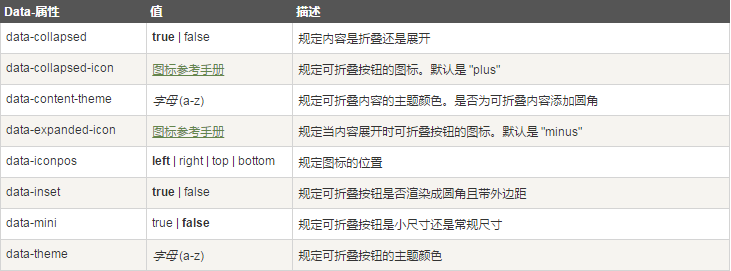 Data-属性 值 描述
data-collapsed true | false 规定内容是折叠还是展开
data-collapsed-icon 图标参考手册 规定可折叠按钮的图标。默认是 "plus"
data-content-theme 字母 (a-z) 规定可折叠内容的主题颜色。是否为可折叠内容添加圆角
data-expanded-icon 图标参考手册 规定当内容展开时可折叠按钮的图标。默认是 "minus"
data-iconpos left | right | top | bottom 规定图标的位置
data-inset true | false 规定可折叠按钮是否渲染成圆角且带外边距
data-mini true | false 规定可折叠按钮是小尺寸还是常规尺寸
data-theme 字母 (a-z) 规定可折叠按钮的主题颜色